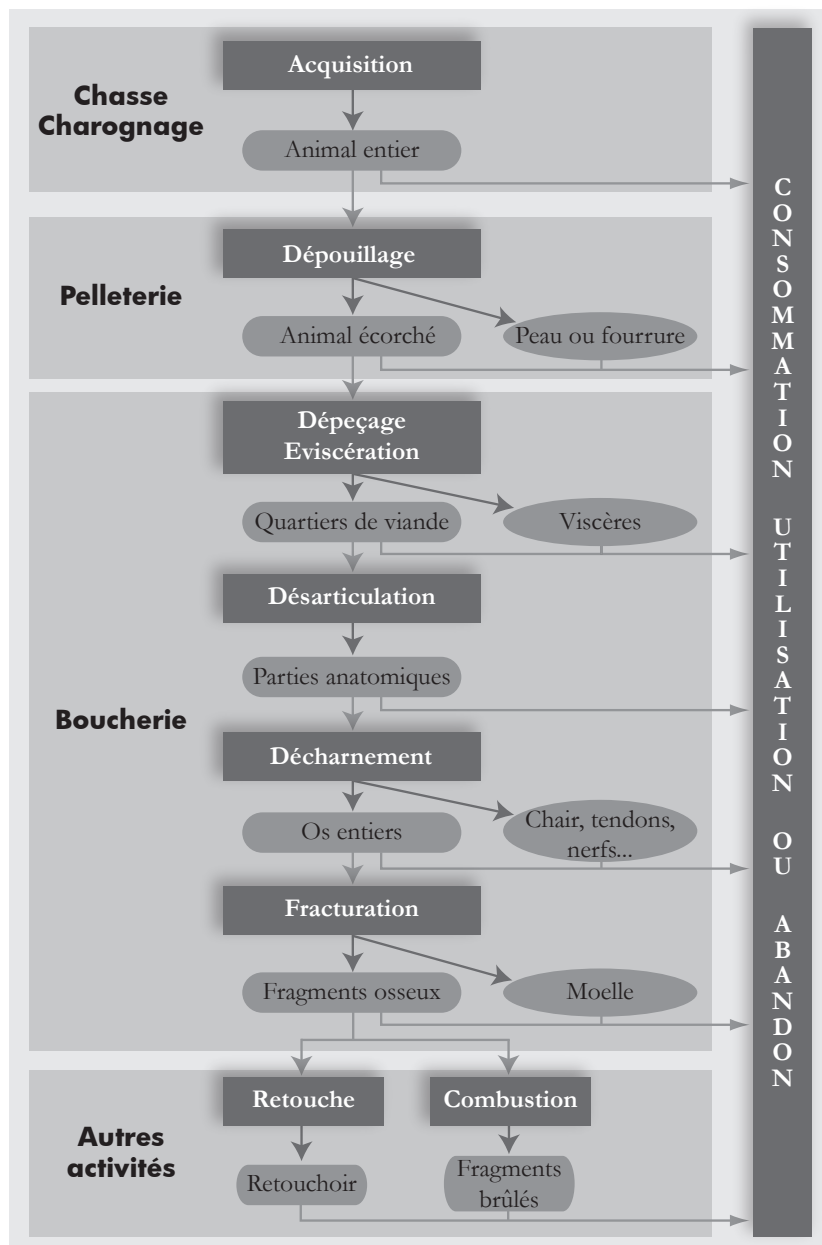 Chasse
Charognage
Acquisition
Animal entier
Pelleterie
Dépouillage
Animal écorché
Peau ou fourrure
Boucherie
Dépeçage
Eviscération
Quartiers de viande
Viscères
Désarticulation
Parties anatomiques
Décharnement
Os entiers
Chair, tendons,
nerfs...
Fracturation
Fragments osseux
Moelle
Autres
activités
Retouche
Combustion
Retouchoir
Fragments
brûlés
CONSOMMATION UTILISATION OU ABANDON